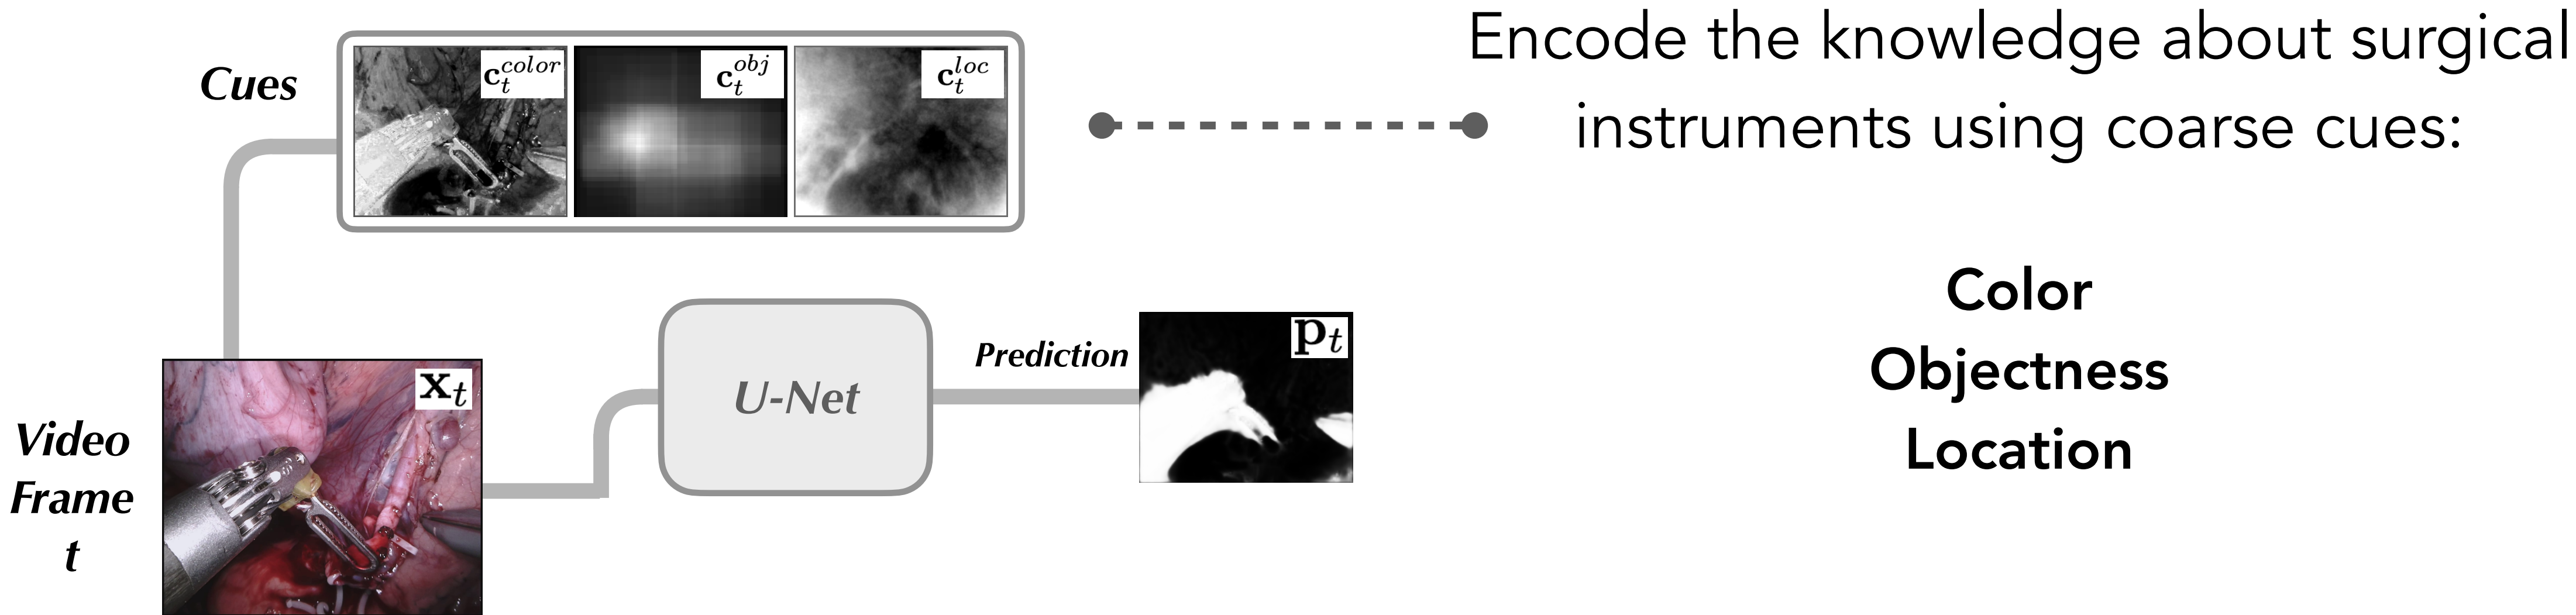 Encode the knowledge about surgical
instruments using coarse cues:
Cues
c_t^{color}
c_t^{obj}
c_t^{loc}
Color
Objectness
Location
U-Net
Prediction
p_t
x_t
Video
Frame
t